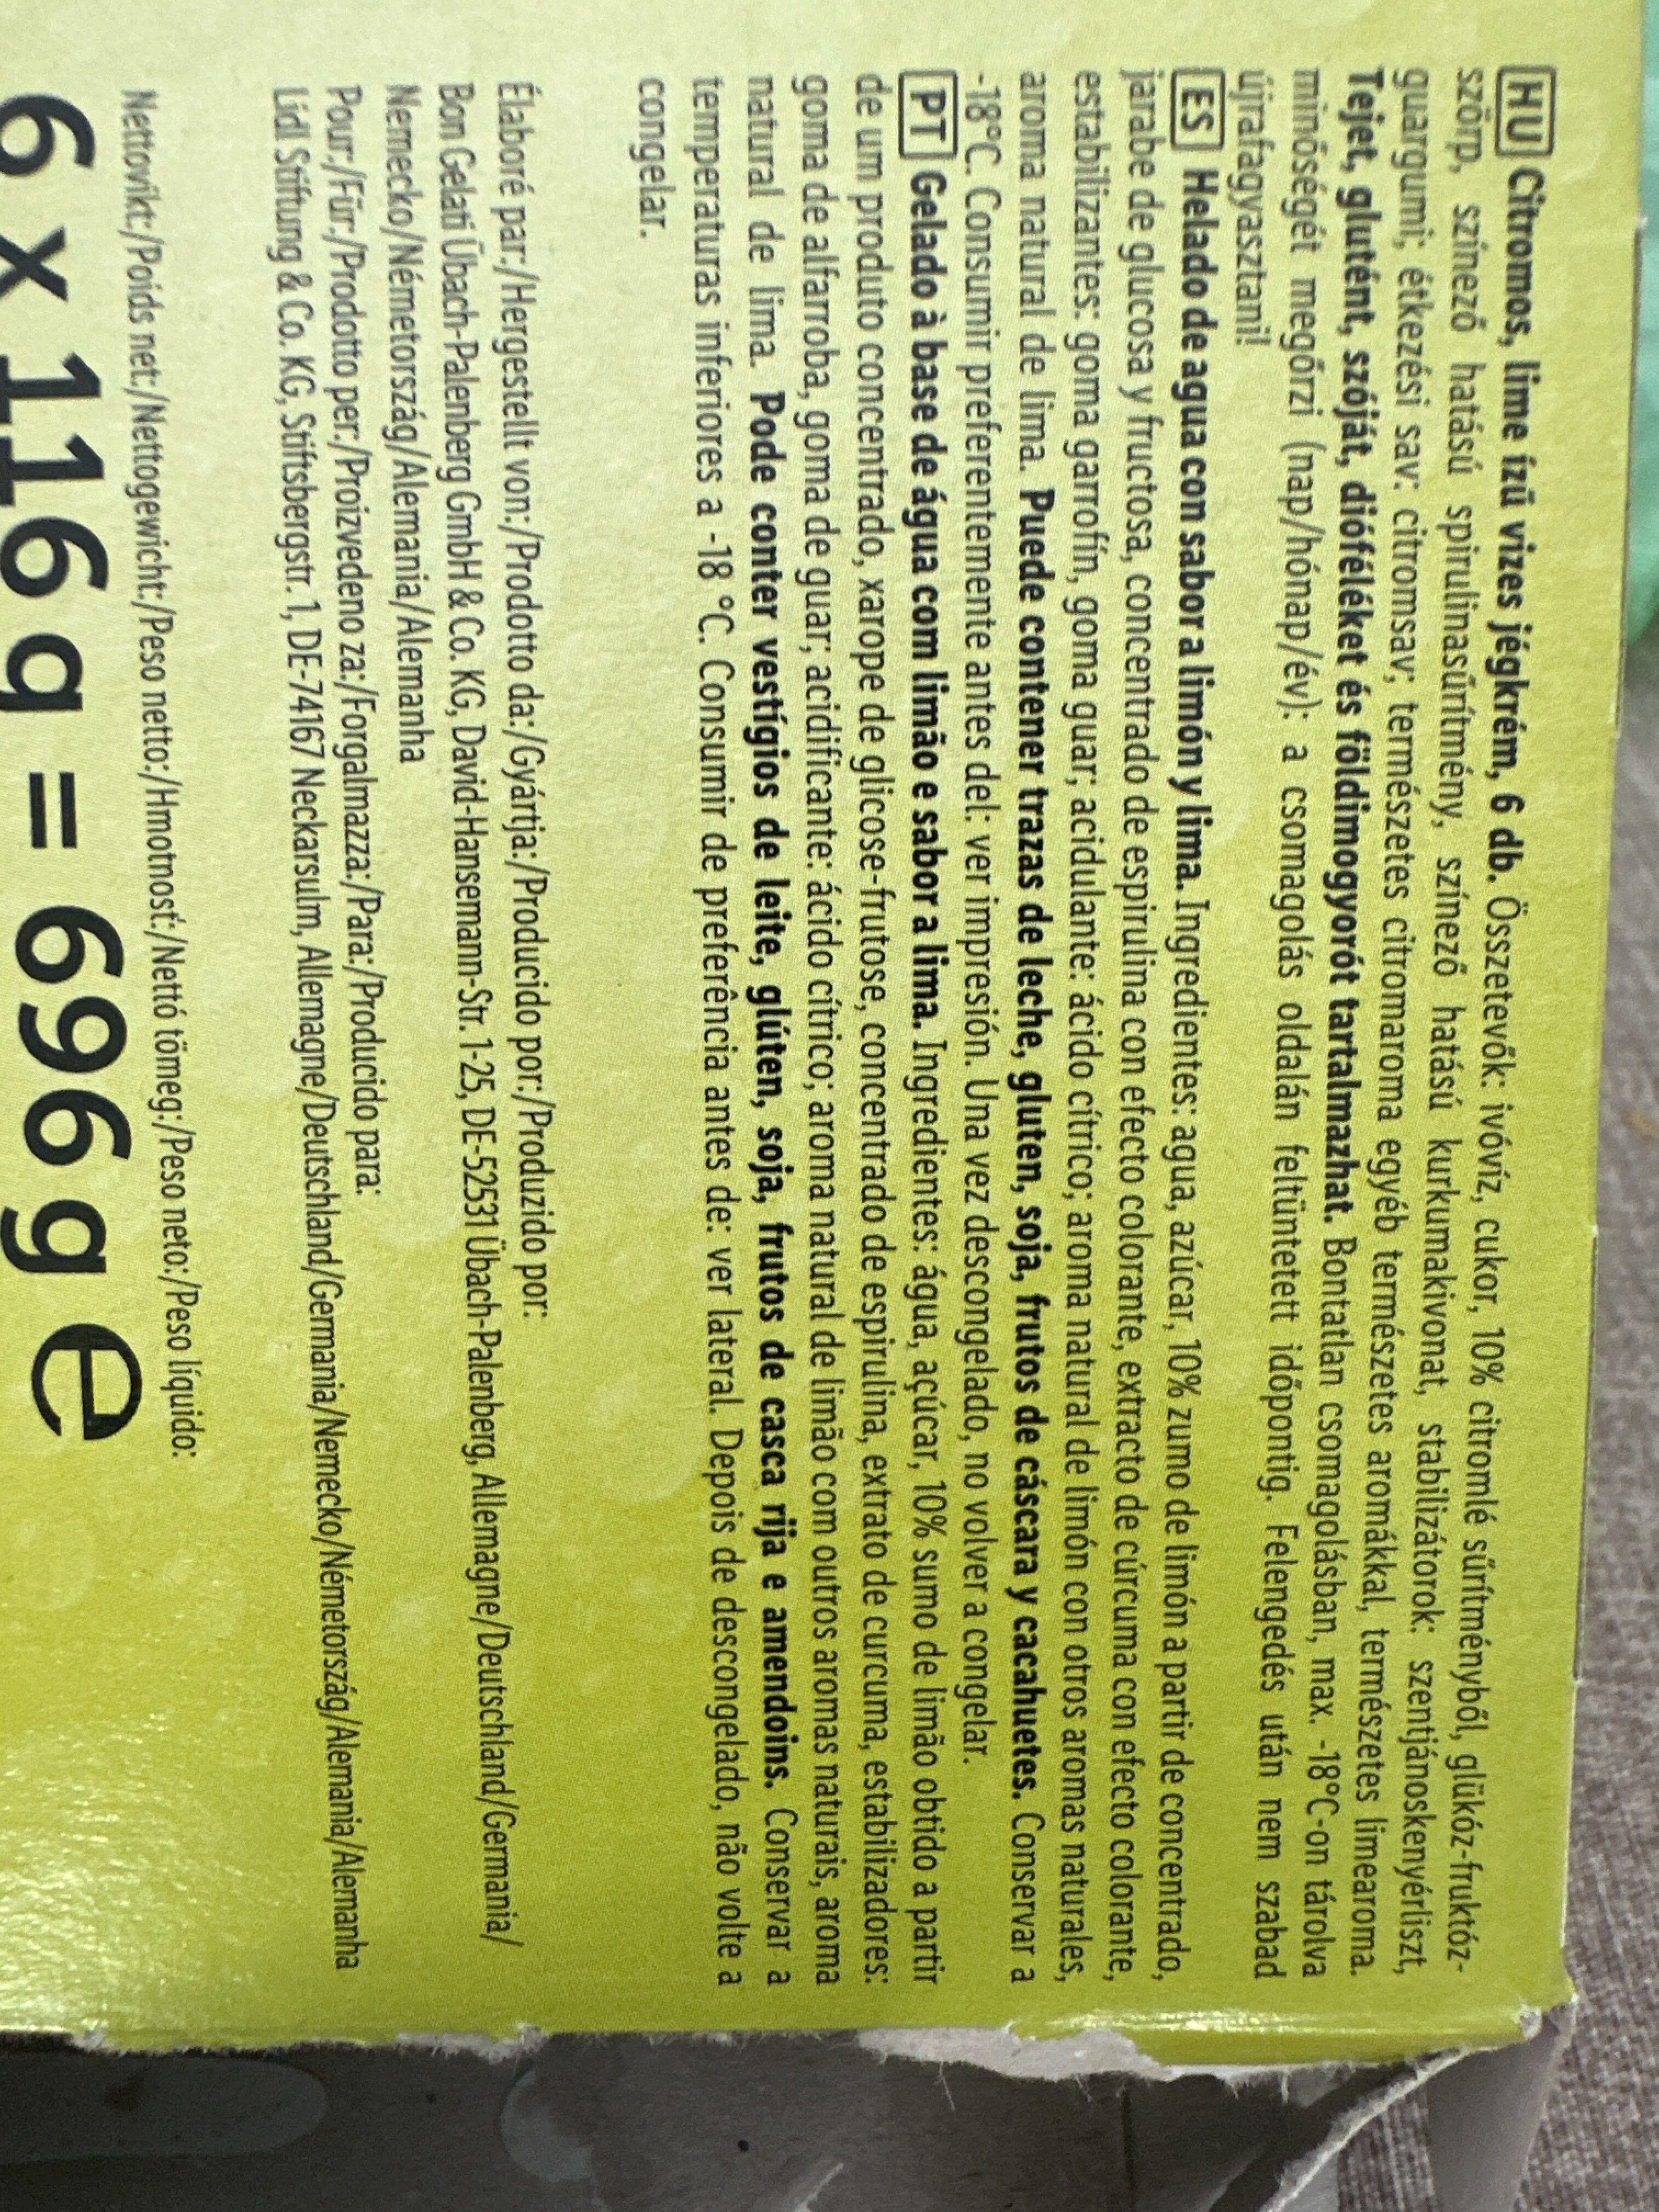 HU Citromos, lime ízű vizes jégkrém, 6 db. Összetevők: ivóvíz, cukor, 10% citromlé sűrítményből, glükóz-fruktóz-
szörp, színező hatású spirulinasűrítmény, színező hatású kurkumakivonat, stabilizátorok: szentjánoskenyérliszt,
guargumi; étkezési sav: citromsav; természetes citromaroma egyéb természetes aromákkal, természetes limearoma.
Tejet, glutént, szóját, dióféléket és földimogyorót tartalmazhat. Bontatlan csomagolásban, max. -18°C-on tárolva
minőségét megőrzi (nap/hónap/év): a csomagolás oldalán feltüntetett időpontig. Felengedés után nem szabad
újrafagyasztani!
ES Helado de agua con sabor a limón y lima. Ingredientes: agua, azúcar, 10% zumo de limón a partir de concentrado,
jarabe de glucosa y fructosa, concentrado de espirulina con efecto colorante, extracto de cúrcuma con efecto colorante,
estabilizantes: goma garrofín, goma guar; acidulante: ácido cítrico; aroma natural de limón con otros aromas naturales,
aroma natural de lima. Puede contener trazas de leche, gluten, soja, frutos de cáscara y cacahuetes. Conservar a
-18°C. Consumir preferentemente antes del: ver impresión. Una vez descongelado, no volver a congelar.
PT Gelado à base de água com limão e sabor a lima. Ingredientes: água, açúcar, 10% sumo de limão obtido a partir
de um produto concentrado, xarope de glicose-frutose, concentrado de espirulina, extrato de curcuma, estabilizadores:
goma de alfarroba, goma de guar; acidificante: ácido cítrico; aroma natural de limão com outros aromas naturais, aroma
natural de lima. Pode conter vestígios de leite, glúten, soja, frutos de casca rija e amendoins. Conservar a
temperaturas inferiores a -18 °C. Consumir de preferência antes de: ver lateral. Depois de descongelado, não volte a
congelar.
Élaboré par:/Hergestellt von:/Prodotto da:/Gyártja:/Producido por:/Produzido por:
Bon Gelati Übach-Palenberg GmbH & Co. KG, David-Hansemann-Str. 1-25, DE-52531 Übach-Palenberg, Allemagne/Deutschland/Germania/
Nemecko/Németország/Alemania/Alemanha
Pour:/Für:/Prodotto per:/Proizvedeno za:/Forgalmazza:/Para:/Producido para:
Lidl Stiftung & Co. KG, Stiftsbergstr. 1, DE-74167 Neckarsulm, Allemagne/Deutschland/Germania/Nemecko/Németország/Alemania/Alemanha
Nettovikt:/Poids net:/Nettogewicht:/Peso netto:/Hmotnosť:/Nettó tömeg:/Peso neto:/Peso líquido:
6 x 116 g = 696 g e